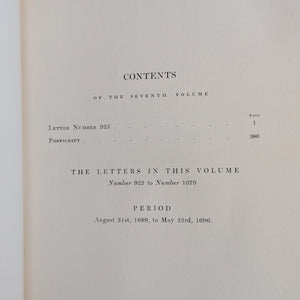 CONTENTS
OF THE SEVENTH VOLUME
PAGE
LETTER NUMBER 923 . . . . . . . 1
POSTSCRIPT . . . . . . . . 380
THE LETTERS IN THIS VOLUME
Number 923 to Number 1079
PERIOD
August 31st, 1689, to May 23rd, 1696.